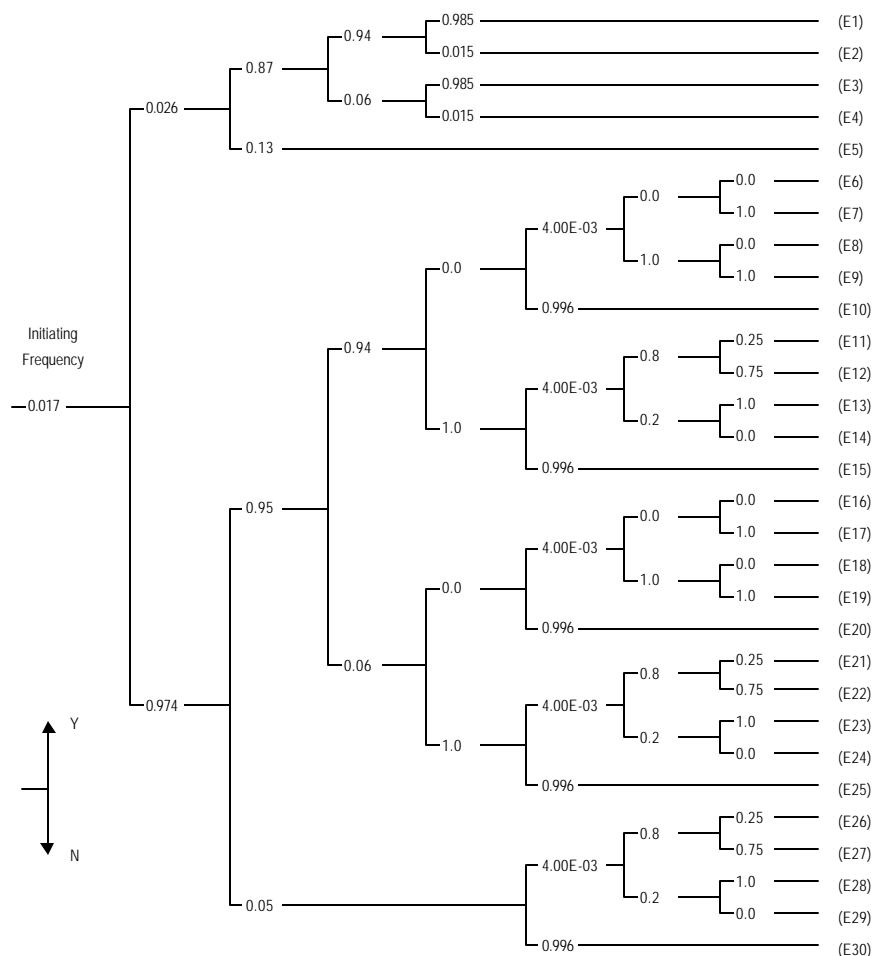 0.985 (E1)
0.94
0.015 (E2)
0.87
0.985 (E3)
0.06
0.026
0.015 (E4)
0.13 (E5)
0.0 (E6)
0.0
1.0 (E7)
4.00E-03
0.0 (E8)
1.0
0.0
1.0 (E9)
0.996 (E10)
Initiating
Frequency
0.25 (E11)
0.94
0.8
0.75 (E12)
4.00E-03
0.017
1.0 (E13)
0.2
1.0
0.0 (E14)
0.996 (E15)
0.0 (E16)
0.95
0.0
1.0 (E17)
4.00E-03
0.0 (E18)
1.0
0.0
1.0 (E19)
0.996 (E20)
0.25 (E21)
0.06
0.8
0.75 (E22)
0.974
4.00E-03
Y
1.0 (E23)
0.2
1.0
0.0 (E24)
0.996 (E25)
0.25 (E26)
0.8
0.75 (E27)
N
4.00E-03
1.0 (E28)
0.2
0.05
0.0 (E29)
0.996 (E30)